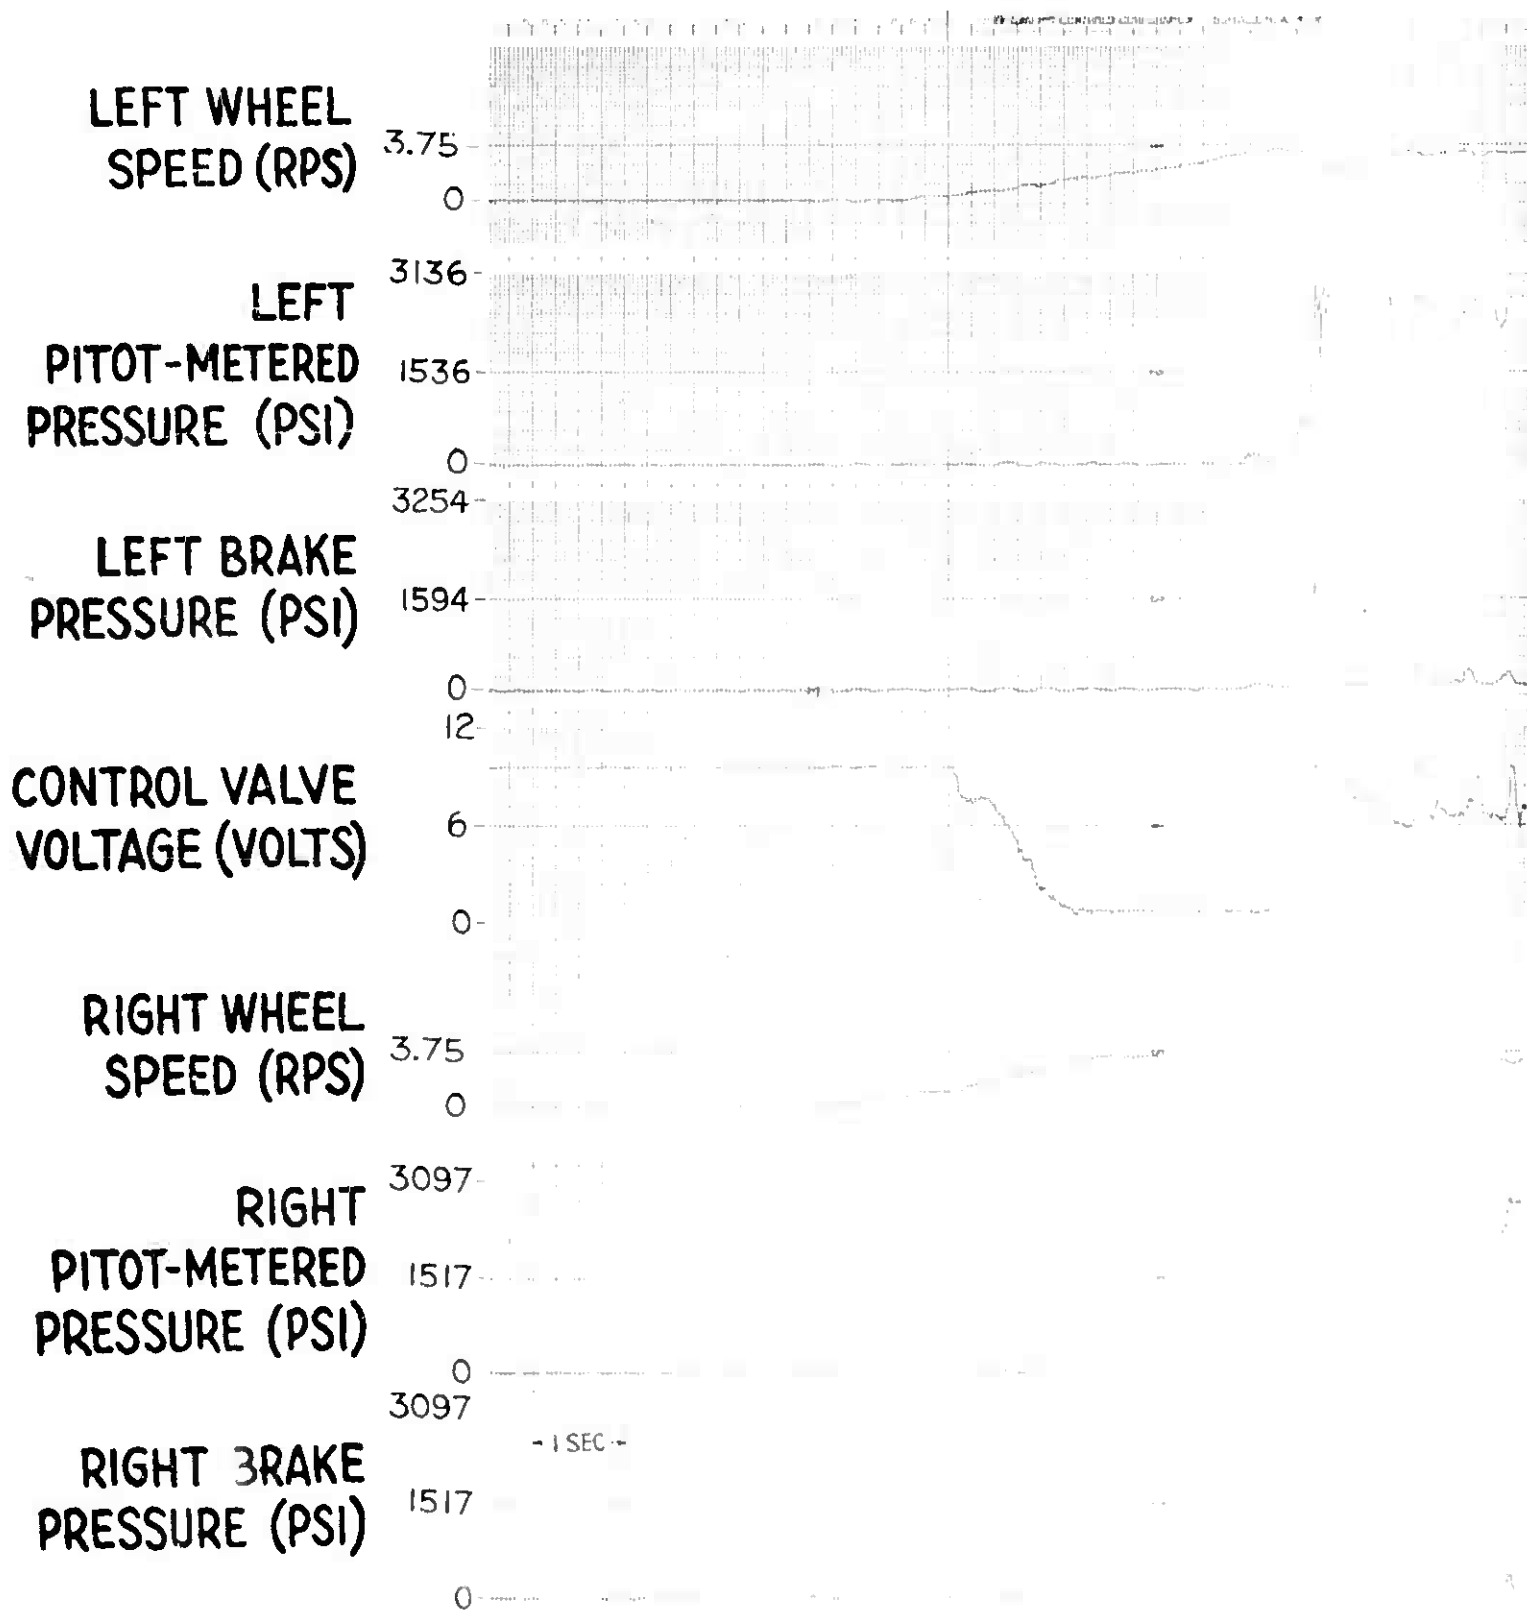 LEFT WHEEL
SPEED (RPS)
3.75
0
LEFT
PITOT-METERED
PRESSURE (PSI)
3136
1536
0
LEFT BRAKE
PRESSURE (PSI)
3254
1594
0
CONTROL VALVE
VOLTAGE (VOLTS)
12
6
0
RIGHT WHEEL
SPEED (RPS)
3.75
0
RIGHT
PITOT-METERED
PRESSURE (PSI)
3097
1517
0
RIGHT BRAKE
PRESSURE (PSI)
3097
1517
0
1 SEC